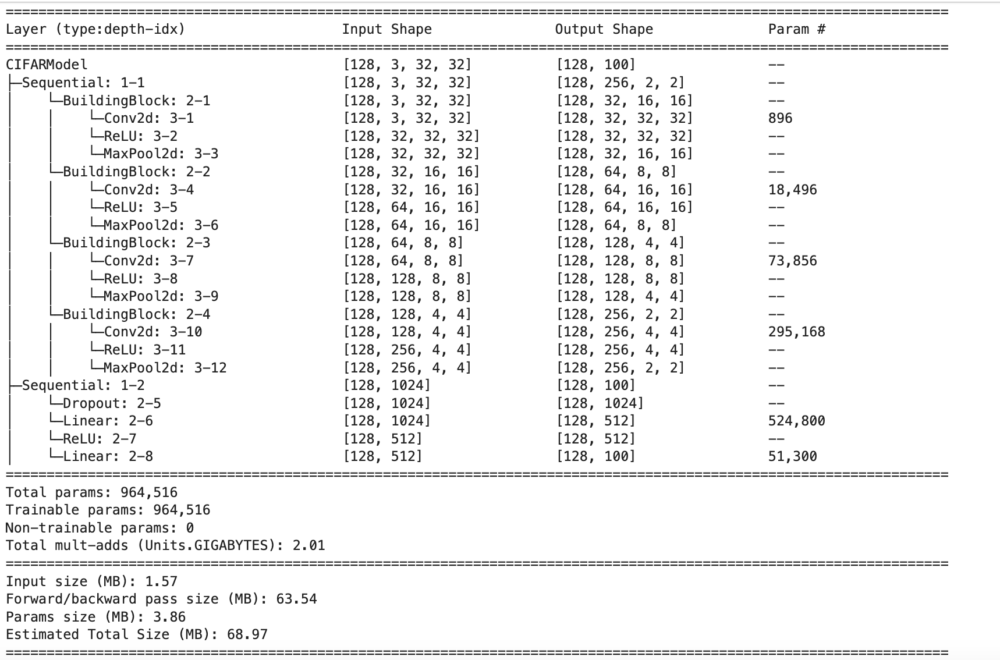 ===================================================================================================================
Layer (type:depth-idx)                   Input Shape               Output Shape              Param #
===================================================================================================================
CIFARModel                               [128, 3, 32, 32]          [128, 100]                --
├─Sequential: 1-1                        [128, 3, 32, 32]          [128, 256, 2, 2]          --
│    └─BuildingBlock: 2-1                [128, 3, 32, 32]          [128, 32, 16, 16]         --
│    │    └─Conv2d: 3-1                  [128, 3, 32, 32]          [128, 32, 32, 32]         896
│    │    └─ReLU: 3-2                    [128, 32, 32, 32]         [128, 32, 32, 32]         --
│    │    └─MaxPool2d: 3-3               [128, 32, 32, 32]         [128, 32, 16, 16]         --
│    └─BuildingBlock: 2-2                [128, 32, 16, 16]         [128, 64, 8, 8]           --
│    │    └─Conv2d: 3-4                  [128, 32, 16, 16]         [128, 64, 16, 16]         18,496
│    │    └─ReLU: 3-5                    [128, 64, 16, 16]         [128, 64, 16, 16]         --
│    │    └─MaxPool2d: 3-6               [128, 64, 16, 16]         [128, 64, 8, 8]           --
│    └─BuildingBlock: 2-3                [128, 64, 8, 8]           [128, 128, 4, 4]          --
│    │    └─Conv2d: 3-7                  [128, 64, 8, 8]           [128, 128, 8, 8]          73,856
│    │    └─ReLU: 3-8                    [128, 128, 8, 8]          [128, 128, 8, 8]          --
│    │    └─MaxPool2d: 3-9               [128, 128, 8, 8]          [128, 128, 4, 4]          --
│    └─BuildingBlock: 2-4                [128, 128, 4, 4]          [128, 256, 2, 2]          --
│    │    └─Conv2d: 3-10                 [128, 128, 4, 4]          [128, 256, 4, 4]          295,168
│    │    └─ReLU: 3-11                   [128, 256, 4, 4]          [128, 256, 4, 4]          --
│    │    └─MaxPool2d: 3-12              [128, 256, 4, 4]          [128, 256, 2, 2]          --
├─Sequential: 1-2                        [128, 1024]               [128, 100]                --
│    └─Dropout: 2-5                      [128, 1024]               [128, 1024]               --
│    └─Linear: 2-6                       [128, 1024]               [128, 512]                524,800
│    └─ReLU: 2-7                         [128, 512]                [128, 512]                --
│    └─Linear: 2-8                       [128, 512]                [128, 100]                51,300
===================================================================================================================
Total params: 964,516
Trainable params: 964,516
Non-trainable params: 0
Total mult-adds (Units.GIGABYTES): 2.01
===================================================================================================================
Input size (MB): 1.57
Forward/backward pass size (MB): 63.54
Params size (MB): 3.86
Estimated Total Size (MB): 68.97
===================================================================================================================